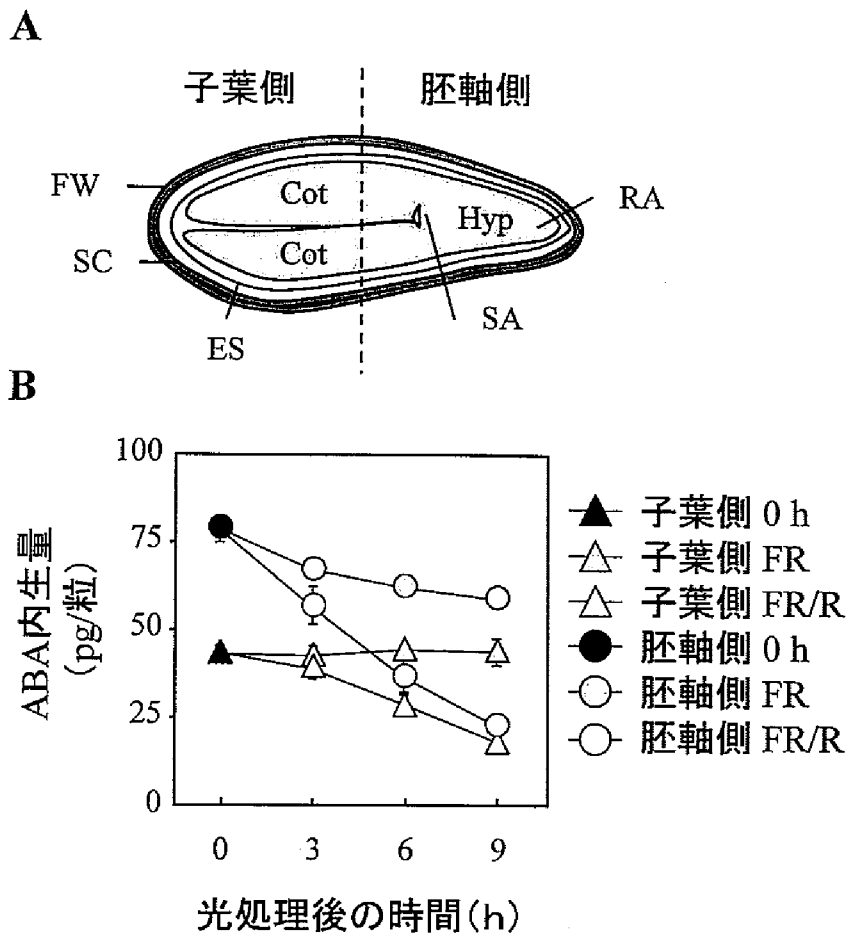 A
子葉側 胚軸側
FW
Cot
Hyp
RA
SC
Cot
SA
ES
B
100
75
50
25
0
ABA内生量
(pg/粒)
0 3 6 9
光処理後の時間(h)
子葉側 0 h
子葉側 FR
子葉側 FR/R
胚軸側 0 h
胚軸側 FR
胚軸側 FR/R